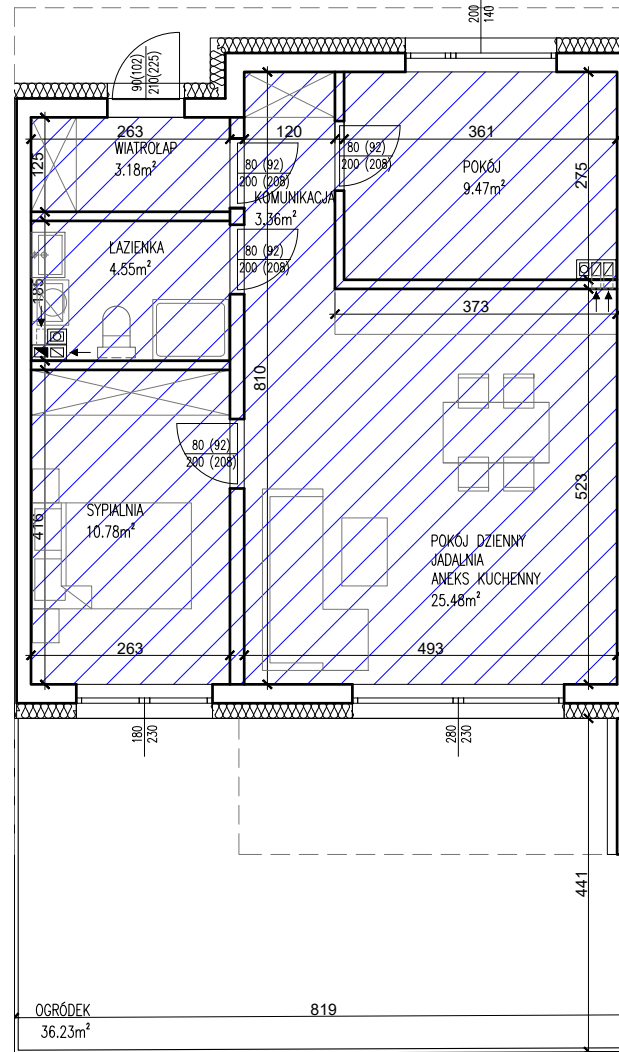 200
140
90(102)
210(225)
263
120
361
WIATROŁAP
3.18m²
125
80 (92)
200 (208)
80 (92)
200 (208)
POKÓJ
9.47m²
275
KOMUNIKACJA
3.36m²
ŁAZIENKA
4.55m²
80 (92)
200 (208)
185
373
810
80 (92)
200 (208)
523
SYPIALNIA
10.78m²
416
POKÓJ DZIENNY
JADALNIA
ANEKS KUCHENNY
25.48m²
263
493
180
230
280
230
441
OGRÓDEK
36.23m²
819